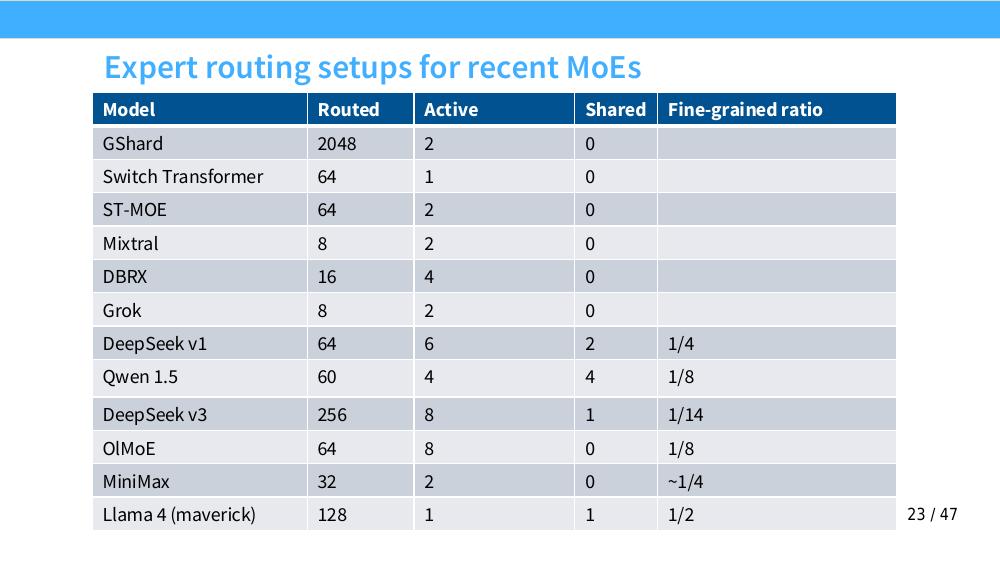 Expert routing setups for recent MoEs
Model Routed Active Shared Fine-grained ratio
GShard 2048 2 0
Switch Transformer 64 1 0
ST-MOE 64 2 0
Mixtral 8 2 0
DBRX 16 4 0
Grok 8 2 0
DeepSeek v1 64 6 2 1/4
Qwen 1.5 60 4 4 1/8
DeepSeek v3 256 8 1 1/14
OlMoE 64 8 0 1/8
MiniMax 32 2 0 ~1/4
Llama 4 (maverick) 128 1 1 1/2
23 / 47